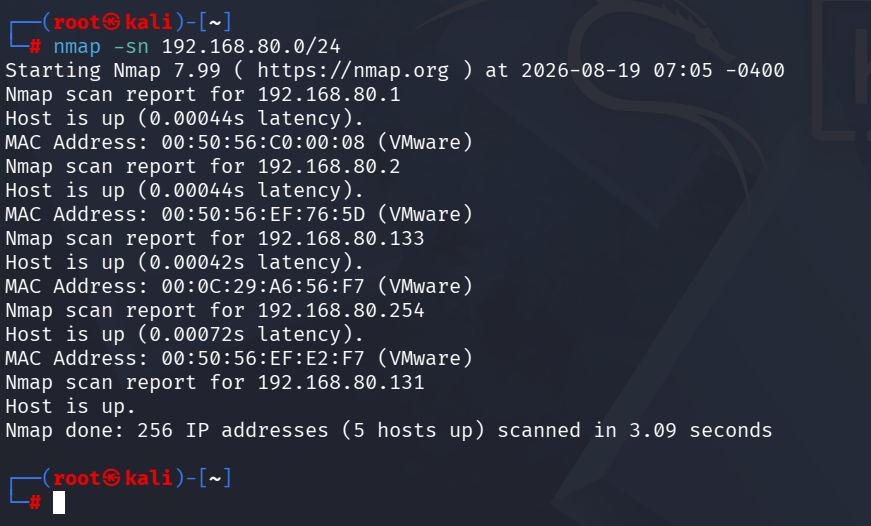 ┌──(root㉿kali)-[~]
└─# nmap -sn 192.168.80.0/24
Starting Nmap 7.99 ( https://nmap.org ) at 2026-08-19 07:05 -0400
Nmap scan report for 192.168.80.1
Host is up (0.00044s latency).
MAC Address: 00:50:56:C0:00:08 (VMware)
Nmap scan report for 192.168.80.2
Host is up (0.00044s latency).
MAC Address: 00:50:56:EF:76:5D (VMware)
Nmap scan report for 192.168.80.133
Host is up (0.00042s latency).
MAC Address: 00:0C:29:A6:56:F7 (VMware)
Nmap scan report for 192.168.80.254
Host is up (0.00072s latency).
MAC Address: 00:50:56:EF:E2:F7 (VMware)
Nmap scan report for 192.168.80.131
Host is up.
Nmap done: 256 IP addresses (5 hosts up) scanned in 3.09 seconds
┌──(root㉿kali)-[~]
└─#